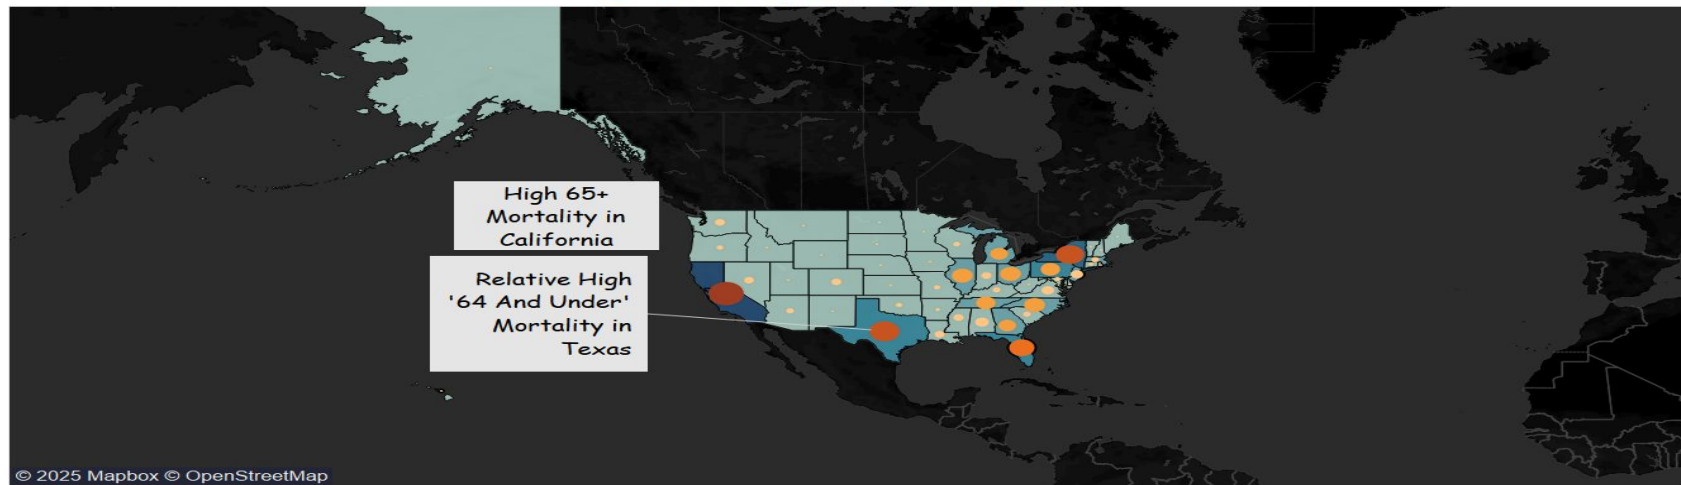 High 65+
Mortality in
California
Relative High
'64 And Under'
Mortality in
Texas
© 2025 Mapbox © OpenStreetMap